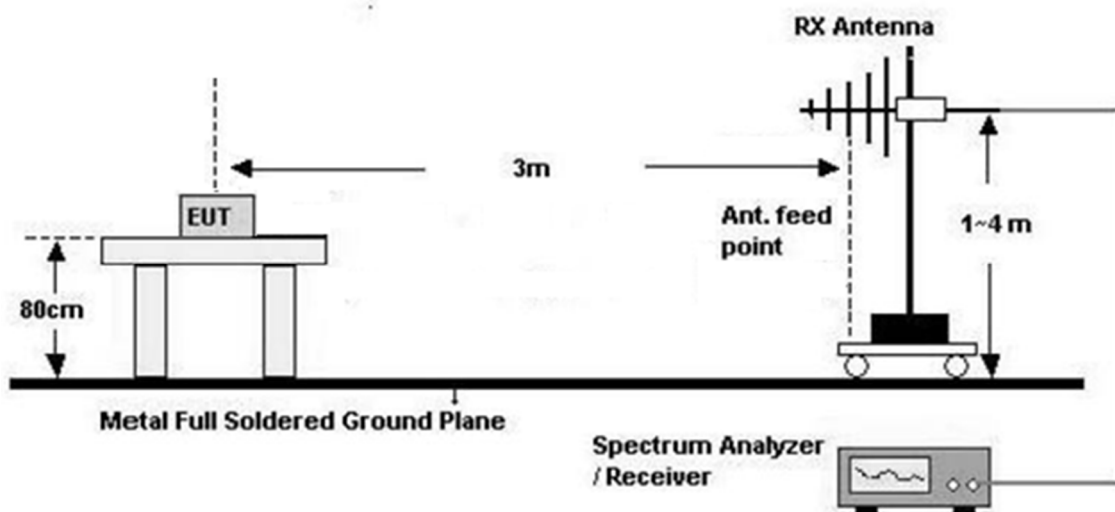 RX Antenna
3m
EUT
Ant. feed
point
1~4 m
80cm
Metal Full Soldered Ground Plane
Spectrum Analyzer
/ Receiver